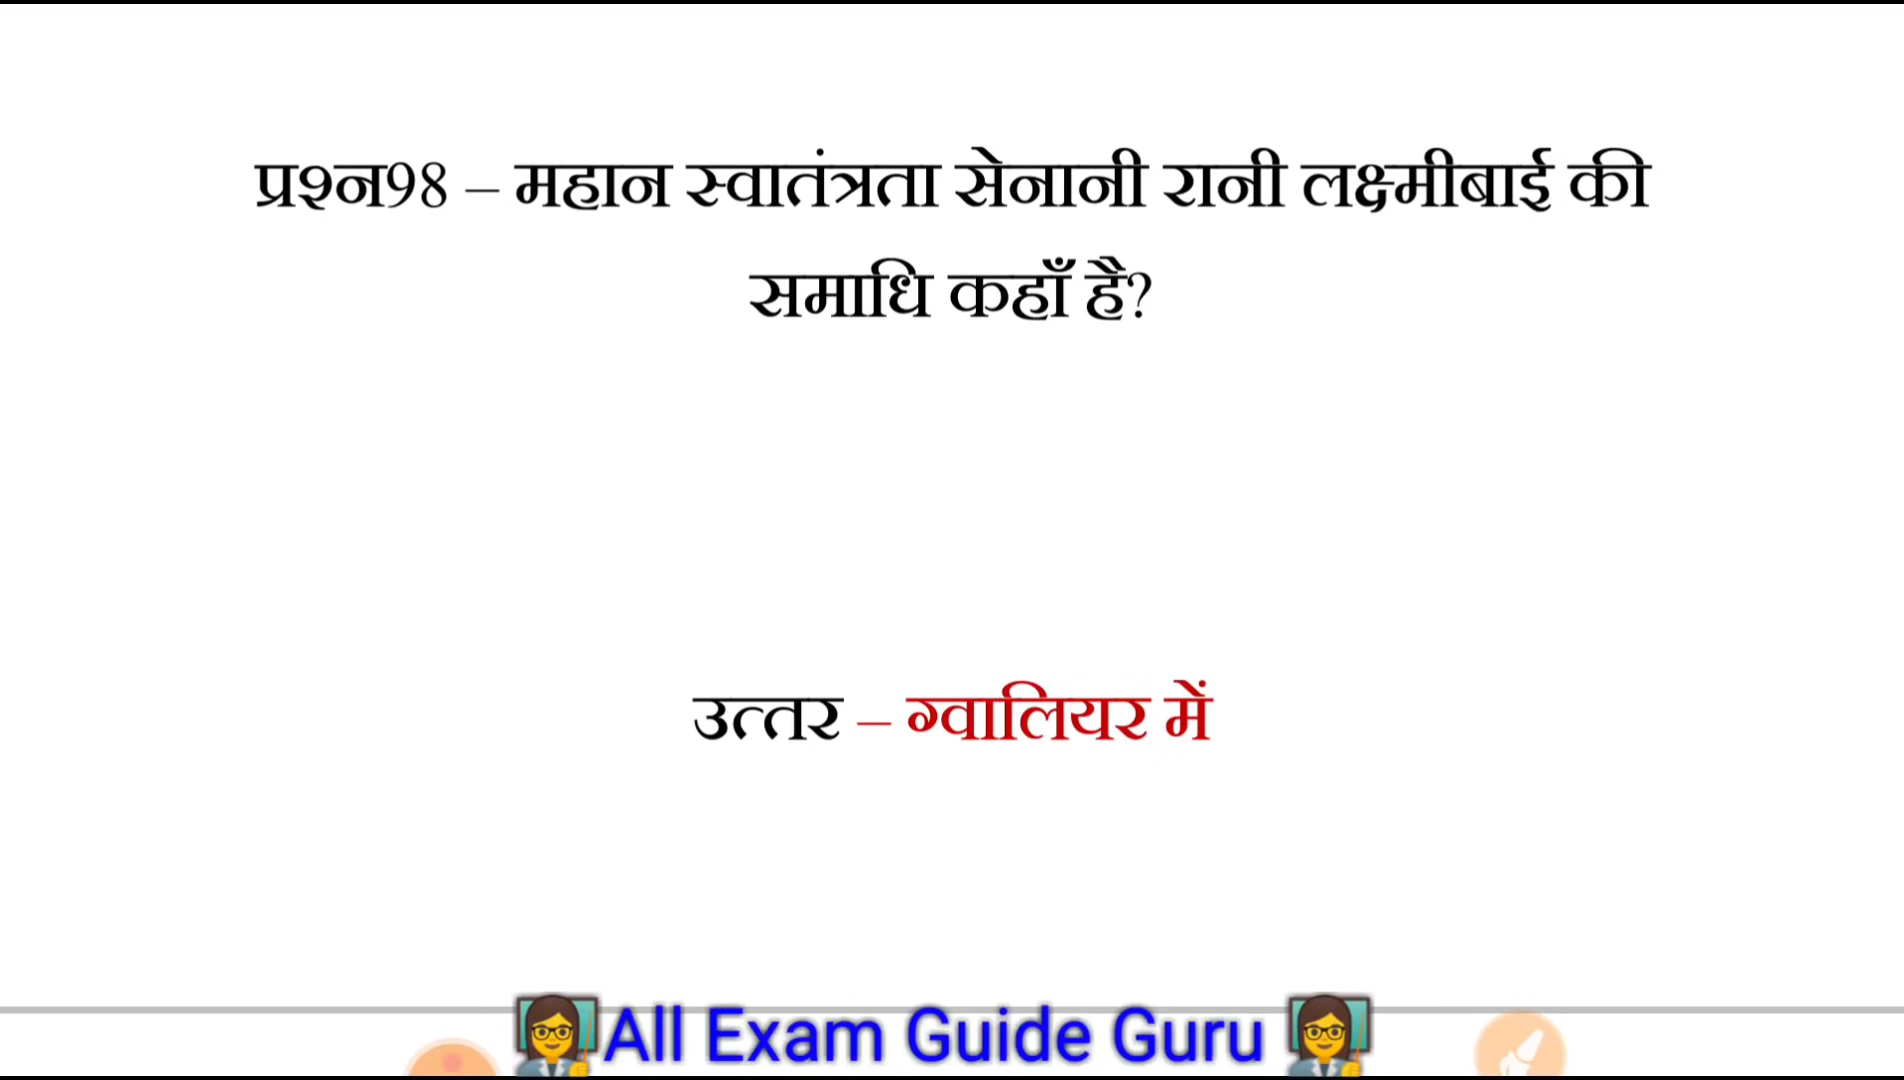 प्रश्न98 – महान स्वातंत्रता सेनानी रानी लक्ष्मीबाई की
समाधि कहाँ है?
उत्तर – ग्वालियर में
All Exam Guide Guru